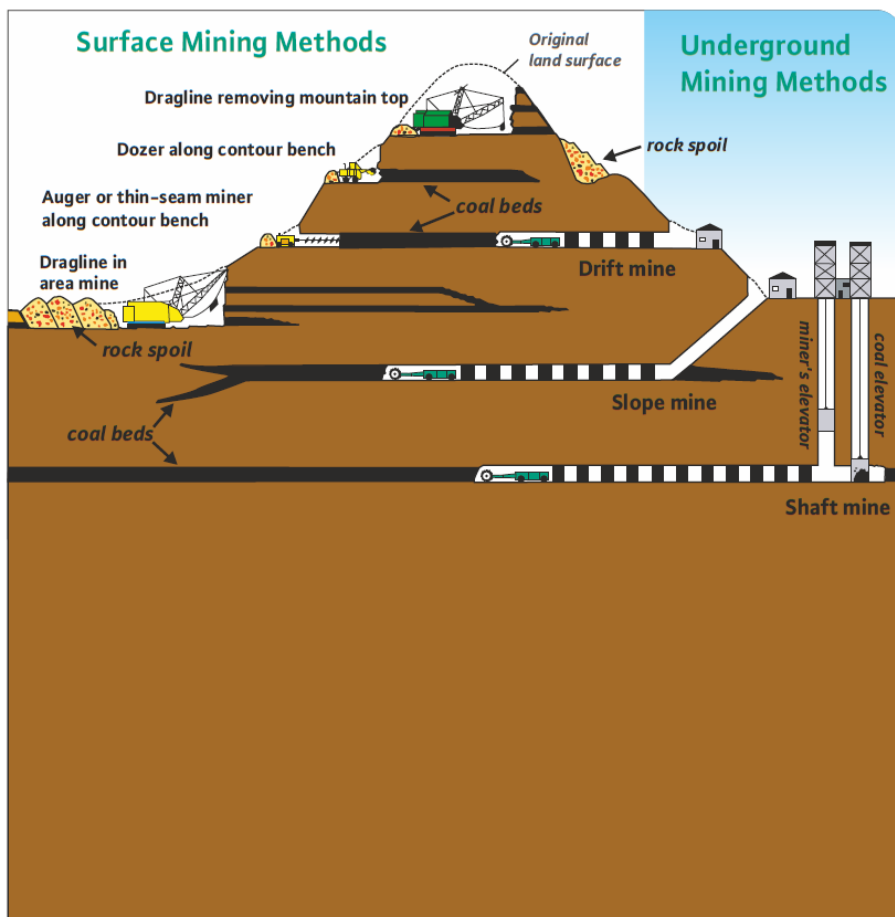 Surface Mining Methods
Original
land surface
Underground
Mining Methods
Dragline removing mountain top
Dozer along contour bench
rock spoil
Auger or thin-seam miner
along contour bench
coal beds
Drift mine
Dragline in
area mine
rock spoil
miner's elevator
coal elevator
Slope mine
coal beds
Shaft mine